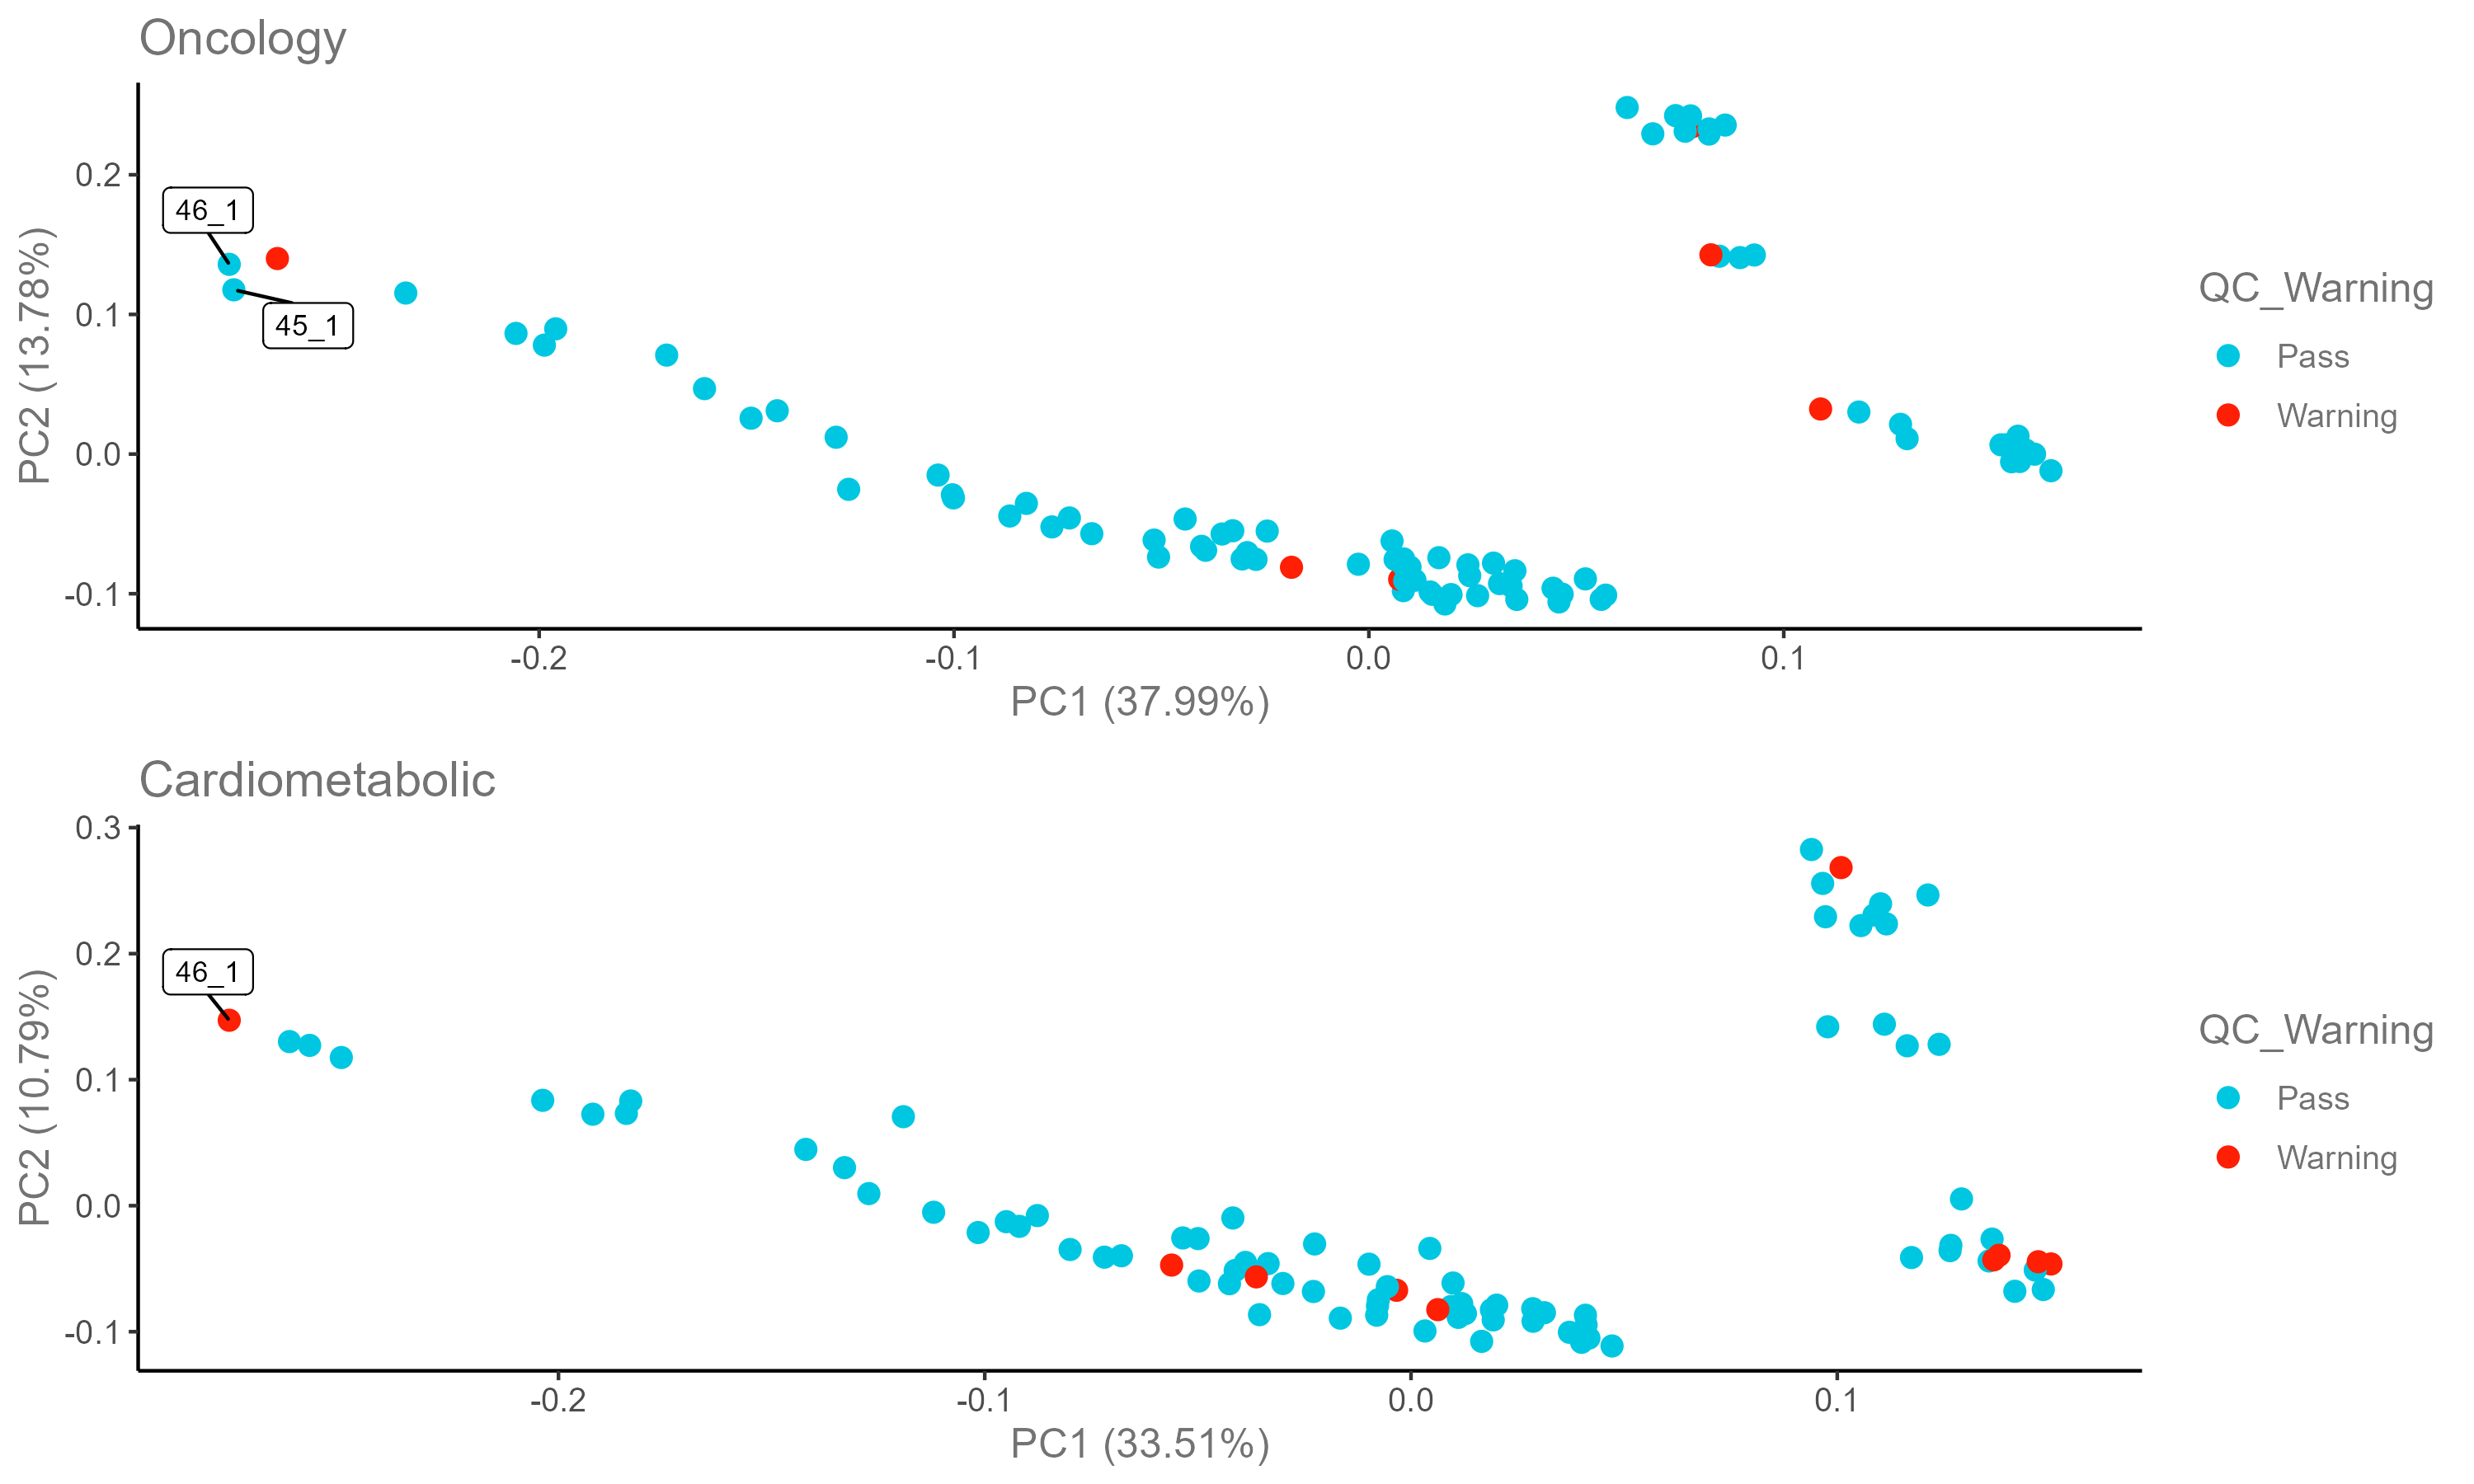 Oncology
0.2
0.1
0.0
-0.1
PC2 (13.78%)
46_1
45_1
-0.2
-0.1
0.0
0.1
PC1 (37.99%)
QC_Warning
Pass
Warning
Cardiometabolic
0.3
0.2
0.1
0.0
-0.1
PC2 (10.79%)
46_1
-0.2
-0.1
0.0
0.1
PC1 (33.51%)
QC_Warning
Pass
Warning